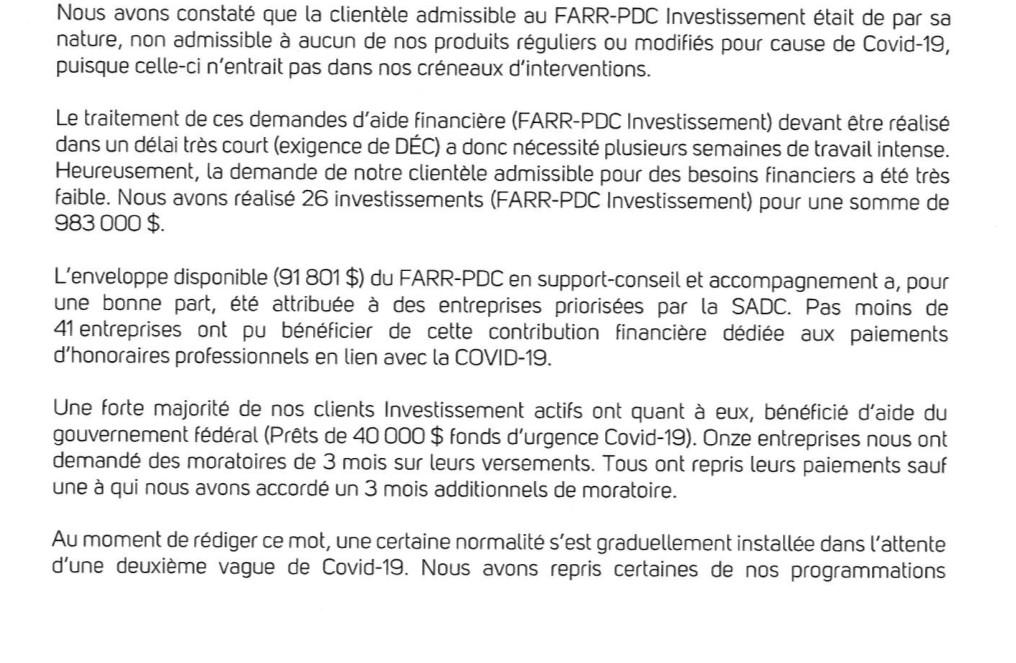 Nous avons constaté que la clientèle admissible au FARR-PDC Investissement était de par sa
nature, non admissible à aucun de nos produits réguliers ou modifiés pour cause de Covid-19,
puisque celle-ci n'entrait pas dans nos créneaux d'interventions.
Le traitement de ces demandes d'aide financière (FARR-PDC Investissement) devant être réalisé
dans un délai très court (exigence de DÉC) a donc nécessité plusieurs semaines de travail intense.
Heureusement, la demande de notre clientèle admissible pour des besoins financiers a été très
faible. Nous avons réalisé 26 investissements (FARR-PDC Investissement) pour une somme de
983 000 $.
L'enveloppe disponible (91 801 $) du FARR-PDC en support-conseil et accompagnement a, pour
une bonne part, été attribuée à des entreprises priorisées par la SADC. Pas moins de
41 entreprises ont pu bénéficier de cette contribution financière dédiée aux paiements
d'honoraires professionnels en lien avec la COVID-19.
Une forte majorité de nos clients Investissement actifs ont quant à eux, bénéficié d'aide du
gouvernement fédéral (Prêts de 40 000 $ fonds d'urgence Covid-19). Onze entreprises nous ont
demandé des moratoires de 3 mois sur leurs versements. Tous ont repris leurs paiements sauf
une à qui nous avons accordé un 3 mois additionnels de moratoire.
Au moment de rédiger ce mot, une certaine normalité s'est graduellement installée dans l'attente
d'une deuxième vague de Covid-19. Nous avons repris certaines de nos programmations